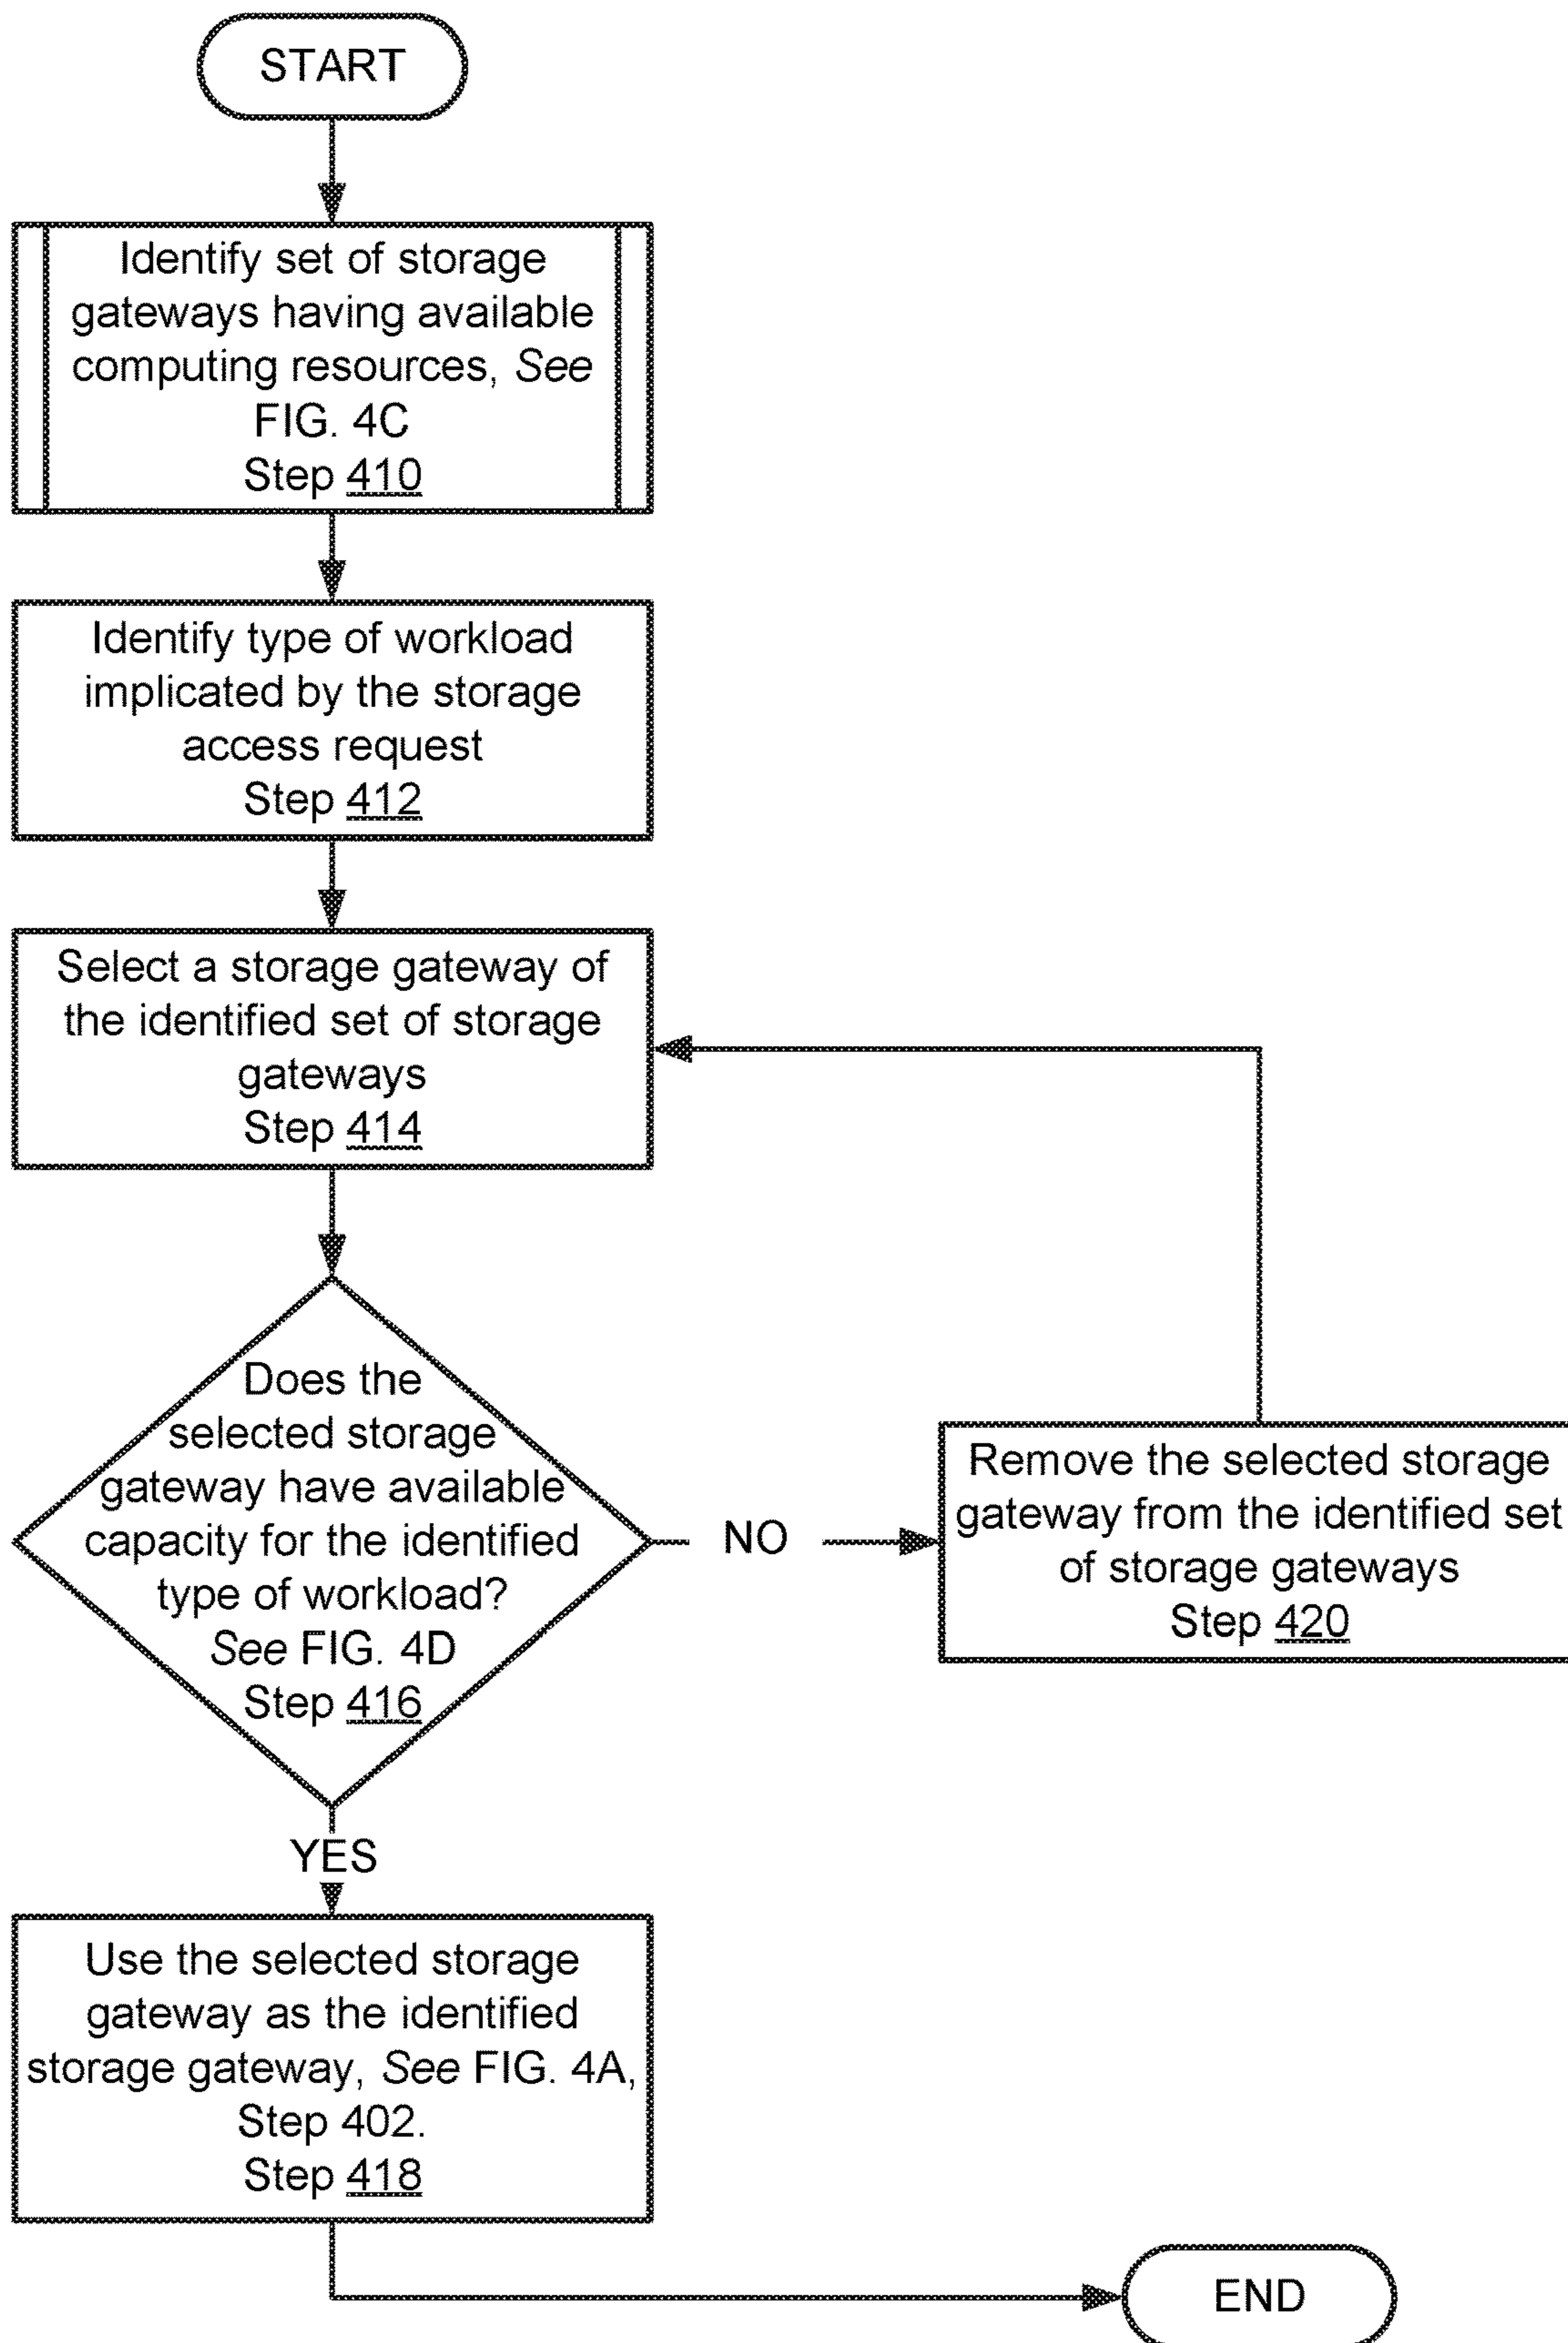 START
Identify set of storage
gateways having available
computing resources, See
FIG. 4C
Step 410
Identify type of workload
implicated by the storage
access request
Step 412
Select a storage gateway of
the identified set of storage
gateways
Step 414
Does the
selected storage
gateway have available
capacity for the identified
type of workload?
See FIG. 4D
Step 416
NO
Remove the selected storage
gateway from the identified set
of storage gateways
Step 420
YES
Use the selected storage
gateway as the identified
storage gateway, See FIG. 4A,
Step 402.
Step 418
END